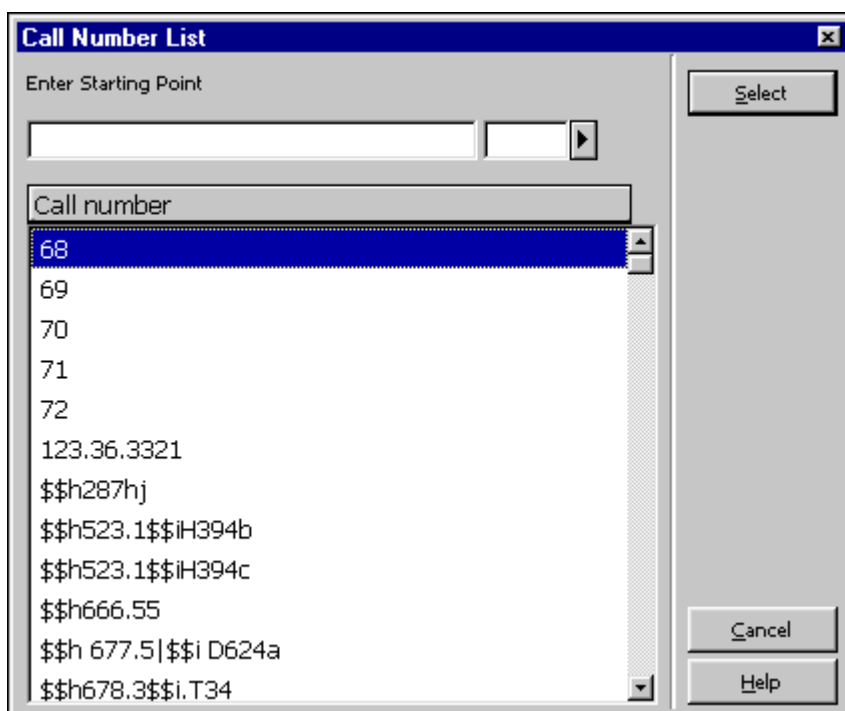 Call Number List
Enter Starting Point
Select
Call number
68
69
70
71
72
123.36.3321
$$h287hj
$$h523.1$$iH394b
$$h523.1$$iH394c
$$h666.55
$$h 677.5|$$i D624a
$$h678.3$$i.T34
Cancel
Help